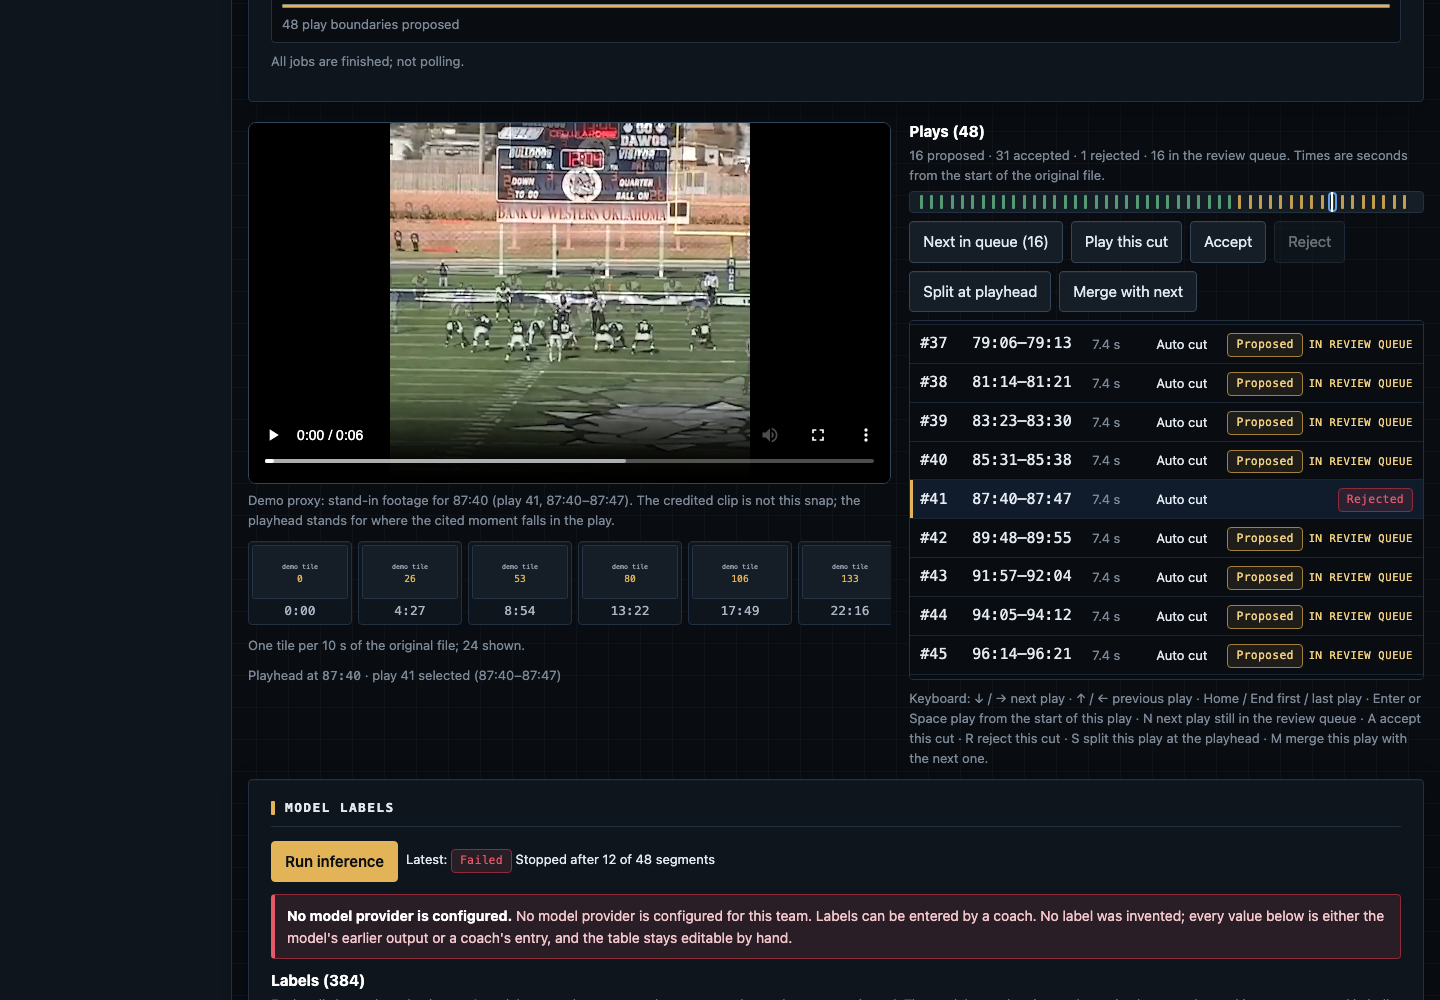 48 play boundaries proposed
All jobs are finished; not polling.
DAWGS
BULLDOGS VISITOR
12:04
DOWN QUARTER
TO GO BALL ON
BANK OF WESTERN OKLAHOMA
0:00 / 0:06
Demo proxy: stand-in footage for 87:40 (play 41, 87:40–87:47). The credited clip is not this snap; the
playhead stands for where the cited moment falls in the play.
demo tile demo tile demo tile demo tile demo tile demo tile
0 26 53 80 106 133
0:00 4:27 8:54 13:22 17:49 22:16
One tile per 10 s of the original file; 24 shown.
Playhead at 87:40 · play 41 selected (87:40–87:47)
Plays (48)
16 proposed · 31 accepted · 1 rejected · 16 in the review queue. Times are seconds
from the start of the original file.
Next in queue (16) Play this cut Accept Reject
Split at playhead Merge with next
#37 79:06–79:13 7.4 s Auto cut Proposed IN REVIEW QUEUE
#38 81:14–81:21 7.4 s Auto cut Proposed IN REVIEW QUEUE
#39 83:23–83:30 7.4 s Auto cut Proposed IN REVIEW QUEUE
#40 85:31–85:38 7.4 s Auto cut Proposed IN REVIEW QUEUE
#41 87:40–87:47 7.4 s Auto cut Rejected
#42 89:48–89:55 7.4 s Auto cut Proposed IN REVIEW QUEUE
#43 91:57–92:04 7.4 s Auto cut Proposed IN REVIEW QUEUE
#44 94:05–94:12 7.4 s Auto cut Proposed IN REVIEW QUEUE
#45 96:14–96:21 7.4 s Auto cut Proposed IN REVIEW QUEUE
Keyboard: ↓ / → next play · ↑ / ← previous play · Home / End first / last play · Enter or
Space play from the start of this play · N next play still in the review queue · A accept
this cut · R reject this cut · S split this play at the playhead · M merge this play with
the next one.
MODEL LABELS
Run inference Latest: Failed Stopped after 12 of 48 segments
No model provider is configured. No model provider is configured for this team. Labels can be entered by a coach. No label was invented; every value below is either the
model's earlier output or a coach's entry, and the table stays editable by hand.
Labels (384)